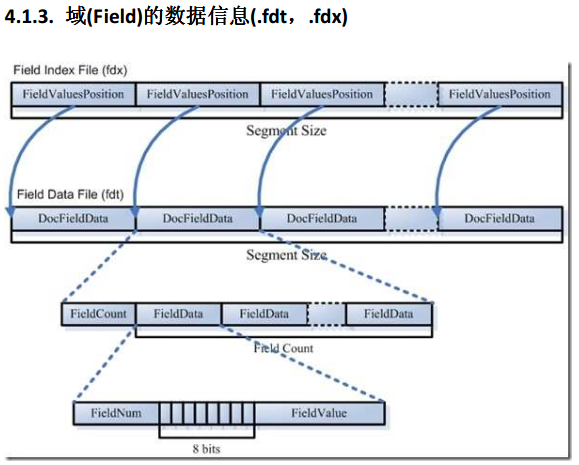 4.1.3. 域(Field)的数据信息(.fdt，.fdx)
Field Index File (fdx)
FieldValuesPosition FieldValuesPosition FieldValuesPosition FieldValuesPosition
Segment Size
Field Data File (fdt)
DocFieldData DocFieldData DocFieldData DocFieldData
Segment Size
FieldCount FieldData FieldData FieldData
Field Count
FieldNum FieldValue
8 bits